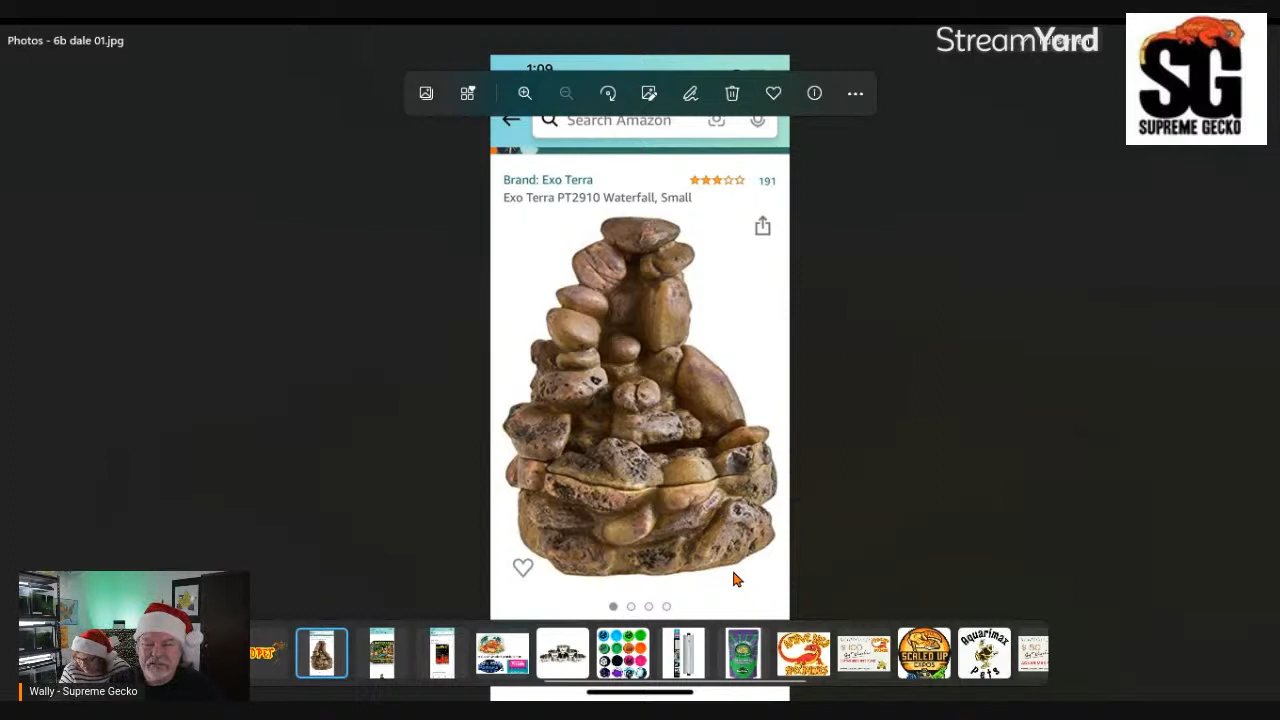 Photos - 6b dale 01.jpg
StreamYard
SG
SUPREME GECKO
1:09
Search Amazon
Brand: Exo Terra
191
Exo Terra PT2910 Waterfall, Small
Wally - Supreme Gecko
SCALED UP
Aquarimax
PETS